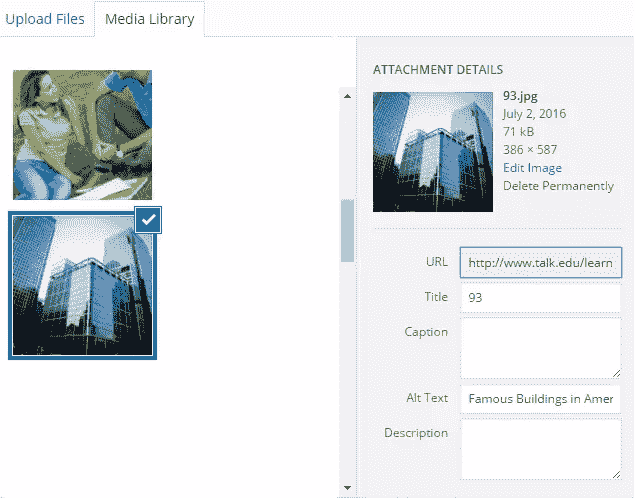 Upload Files
Media Library
ATTACHMENT DETAILS
93.jpg
July 2, 2016
71 kB
386 × 587
Edit Image
Delete Permanently
URL
http://www.talk.edu/learn
Title
93
Caption
Alt Text
Famous Buildings in Amer
Description